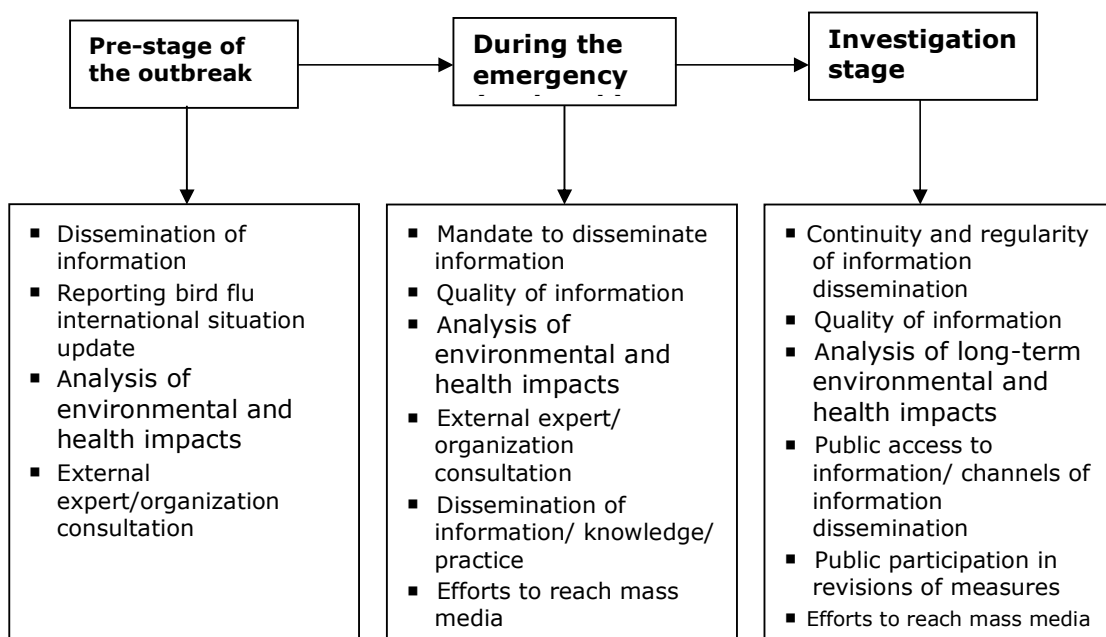 Pre-stage of
the outbreak
During the
emergency
Investigation
stage
▪ Dissemination of
information
▪ Reporting bird flu
international situation
update
▪ Analysis of
environmental and
health impacts
▪ External
expert/organization
consultation
▪ Mandate to disseminate
information
▪ Quality of information
▪ Analysis of
environmental and
health impacts
▪ External expert/
organization
consultation
▪ Dissemination of
information/ knowledge/
practice
▪ Efforts to reach mass
media
▪ Continuity and regularity
of information
dissemination
▪ Quality of information
▪ Analysis of long-term
environmental and
health impacts
▪ Public access to
information/ channels of
information
dissemination
▪ Public participation in
revisions of measures
▪ Efforts to reach mass media